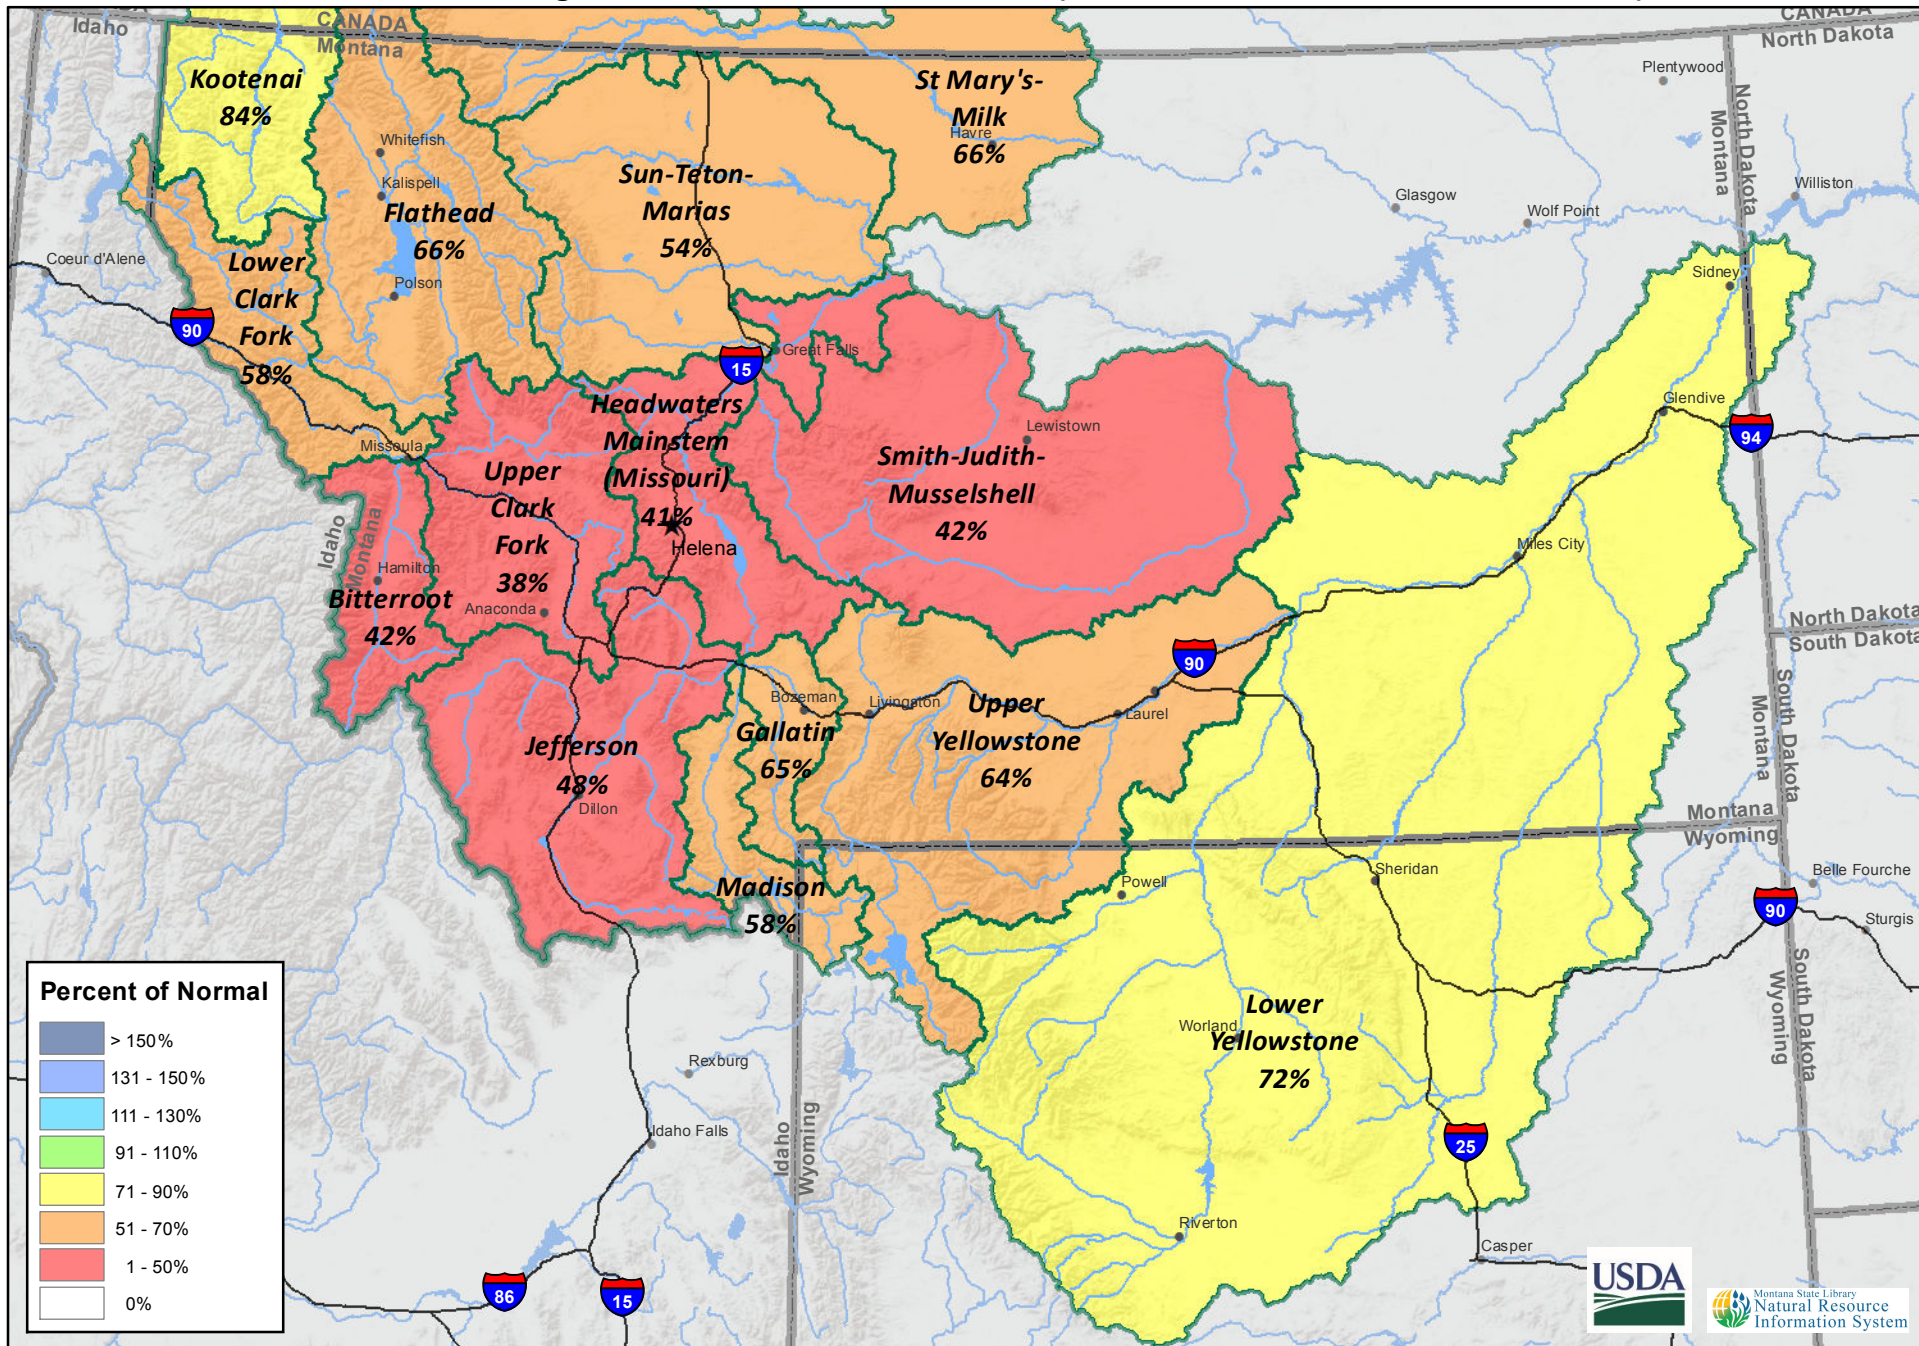 CANADA
Idaho
CANADA
Montana
CANADA
North Dakota
Kootenai
84%
St Mary's-
Milk
Havre
66%
Plentywood
North Dakota
Montana
Whitefish
Kalispell
Flathead
66%
Polson
Sun-Teton-
Marias
54%
Glasgow
Wolf Point
Williston
Coeur d'Alene
Lower
Clark
Fork
58%
90
Sidney
15
Great Falls
Headwaters
Mainstem
(Missouri)
41%
Helena
Lewistown
Glendive
94
Missoula
Upper
Clark
Fork
38%
Anaconda
Smith-Judith-
Musselshell
42%
Idaho
Montana
Hamilton
Bitterroot
42%
Miles City
North Dakota
South Dakota
90
Bozeman
Livingston
Laurel
Gallatin
65%
Upper
Yellowstone
64%
South Dakota
Montana
Jefferson
48%
Dillon
Montana
Wyoming
Madison
58%
Powell
Sheridan
Belle Fourche
90
Sturgis
South Dakota
Wyoming
Percent of Normal
> 150%
131 - 150%
111 - 130%
91 - 110%
71 - 90%
51 - 70%
1 - 50%
0%
Lower
Yellowstone
72%
Worland
Rexburg
Idaho Falls
Idaho
Wyoming
25
Riverton
Casper
86
15
USDA
Montana State Library
Natural Resource
Information System